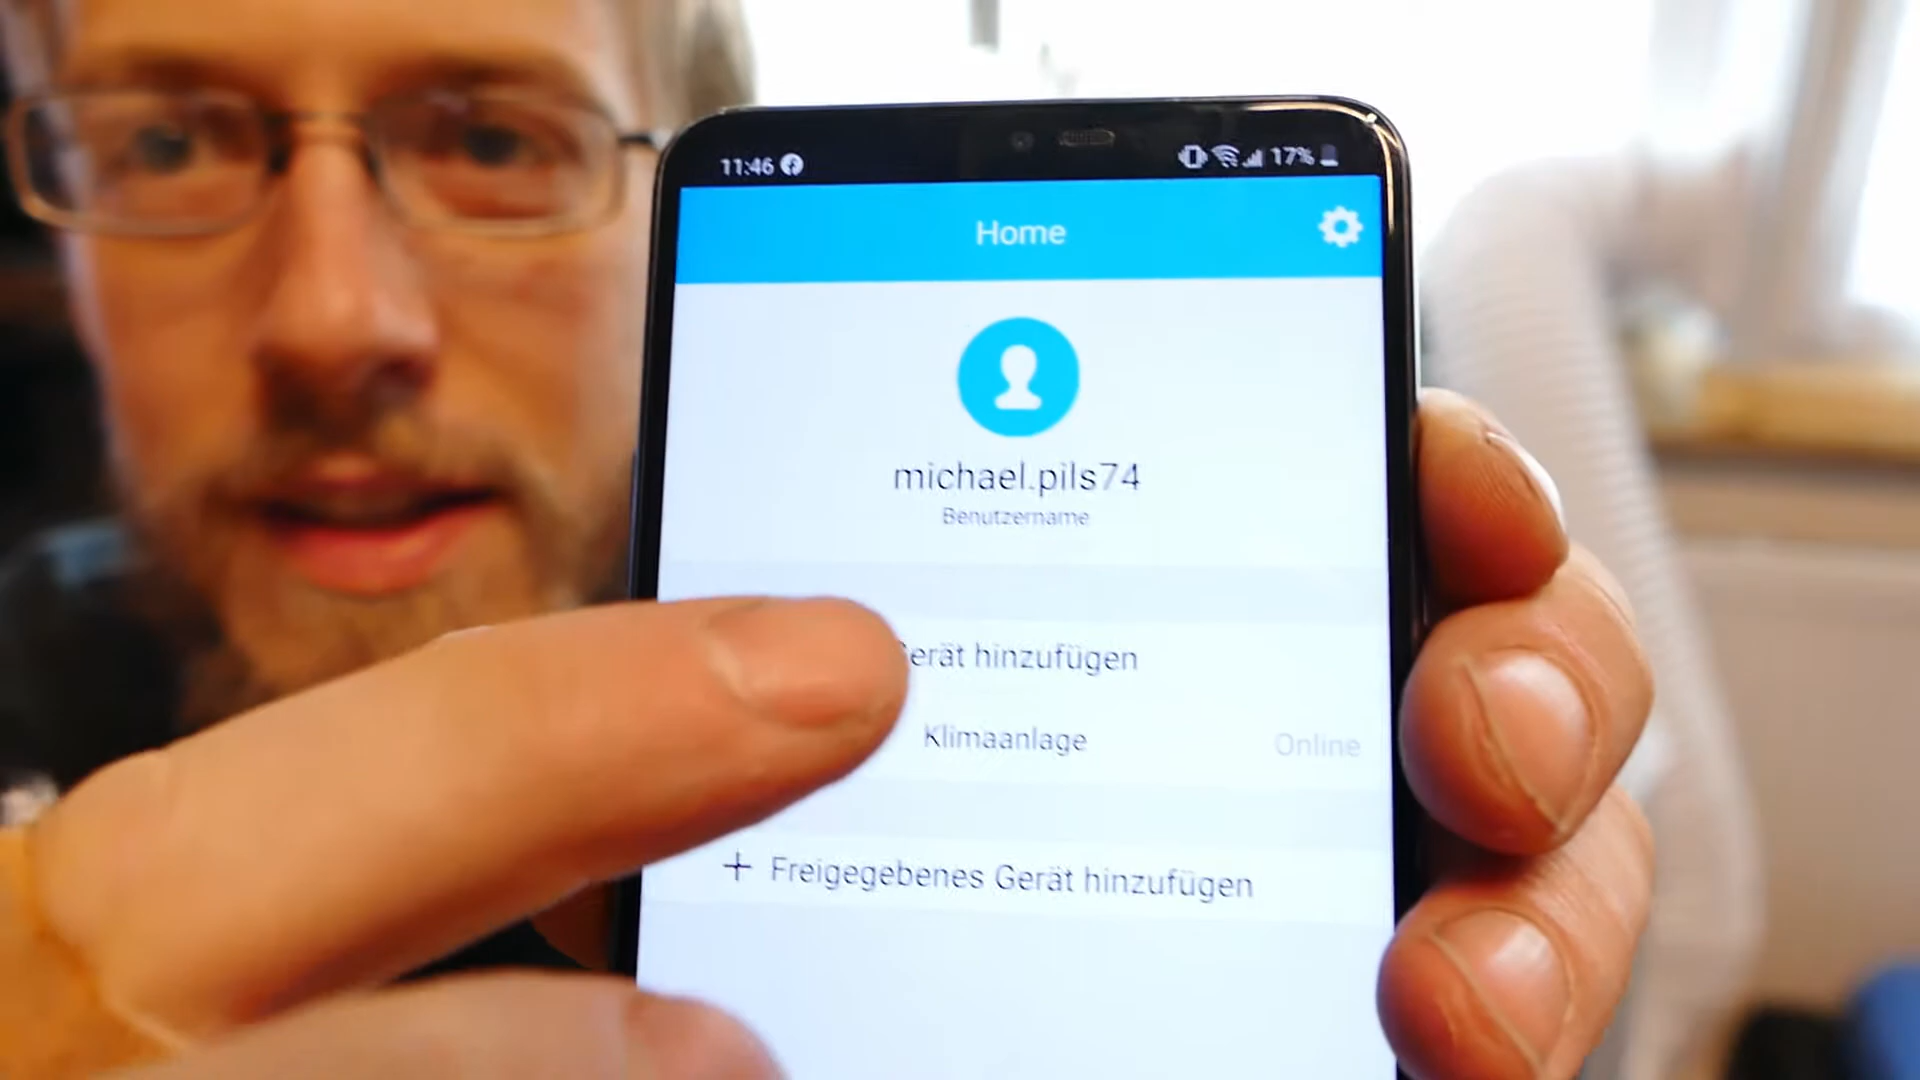 11:46 17%
Home
michael.pils74
Benutzername
Gerät hinzufügen
Klimaanlage Online
+ Freigegebenes Gerät hinzufügen